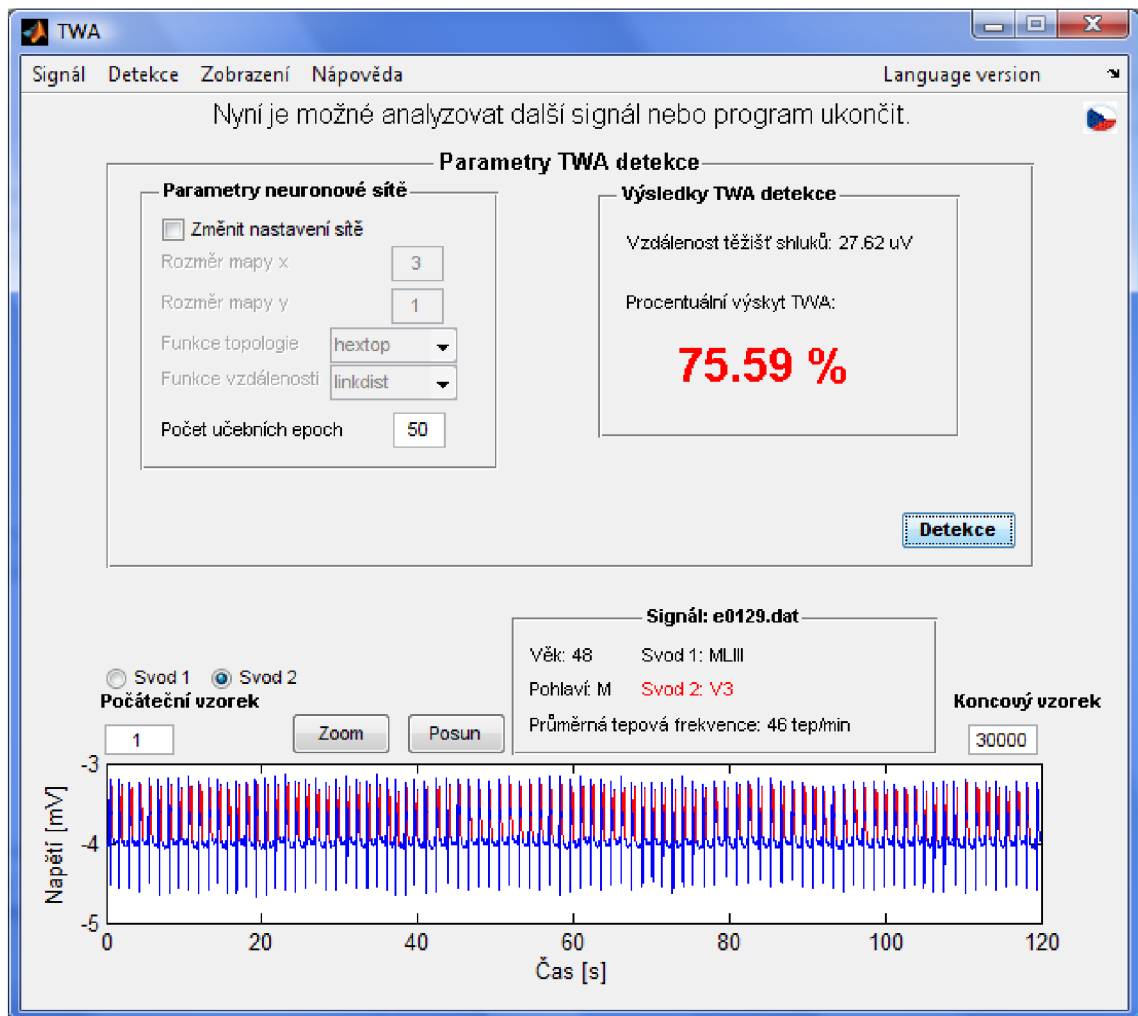 TWA
Signál Detekce Zobrazení Nápověda Language version
Nyní je možné analyzovat další signál nebo program ukončit.
Parametry TWA detekce
Parametry neuronové sítě
Změnit nastavení sítě
Rozměr mapy x 3
Rozměr mapy y 1
Funkce topologie hextop
Funkce vzdálenosti linkdist
Počet učebních epoch 50
Výsledky TWA detekce
Vzdálenost těžišť shluků: 27.62 uV
Procentuální výskyt TWA:
75.59 %
Detekce
Signál: e0129.dat
Věk: 48 Svod 1: MLIII
Pohlaví: M Svod 2: V3
Průměrná tepová frekvence: 46 tep/min
Svod 1 Svod 2
Počáteční vzorek
1
Zoom Posun
Koncový vzorek
30000
-3
-4
-5
Napětí [mV]
0 20 40 60 80 100 120
Čas [s]